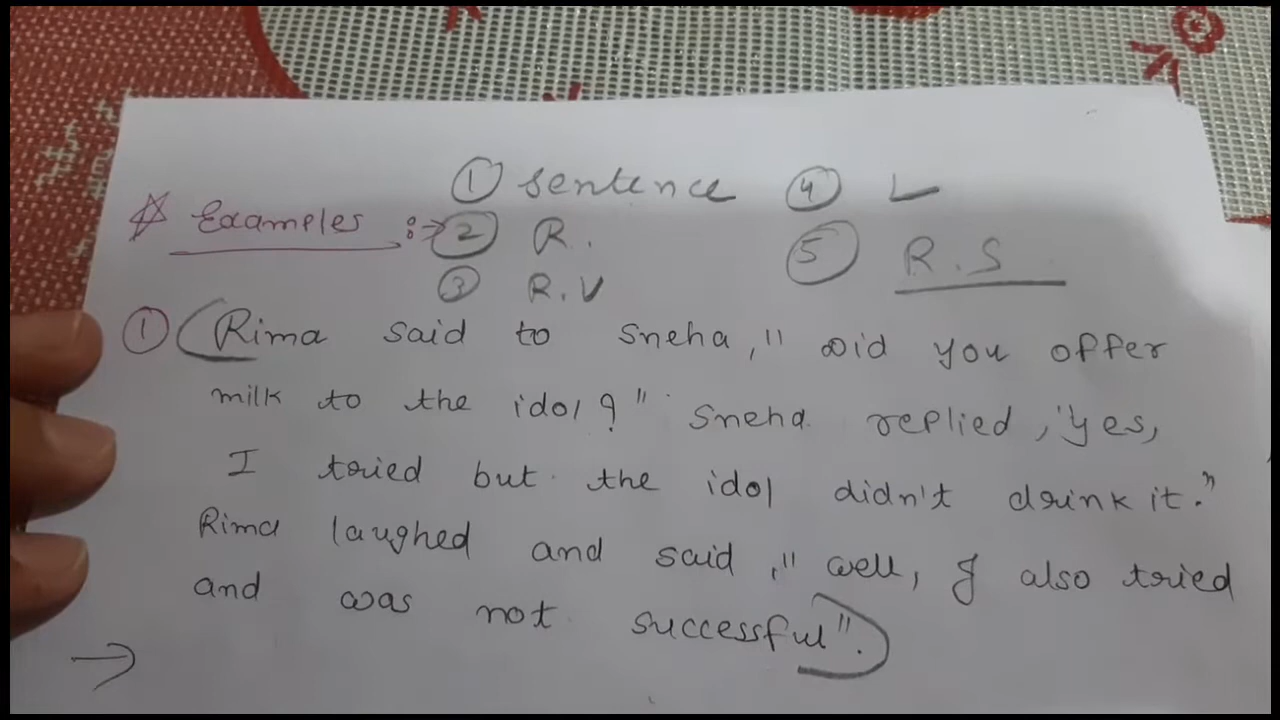 ① sentence ④ L
☆ Examples :→ ② R. ⑤ R.S
③ R.V
① (Rima said to Sneha, "Did you offer
milk to the idol?" Sneha replied, "Yes,
I tried but the idol didn't drink it."
Rima laughed and said, "well, I also tried
and was not successful".)
→